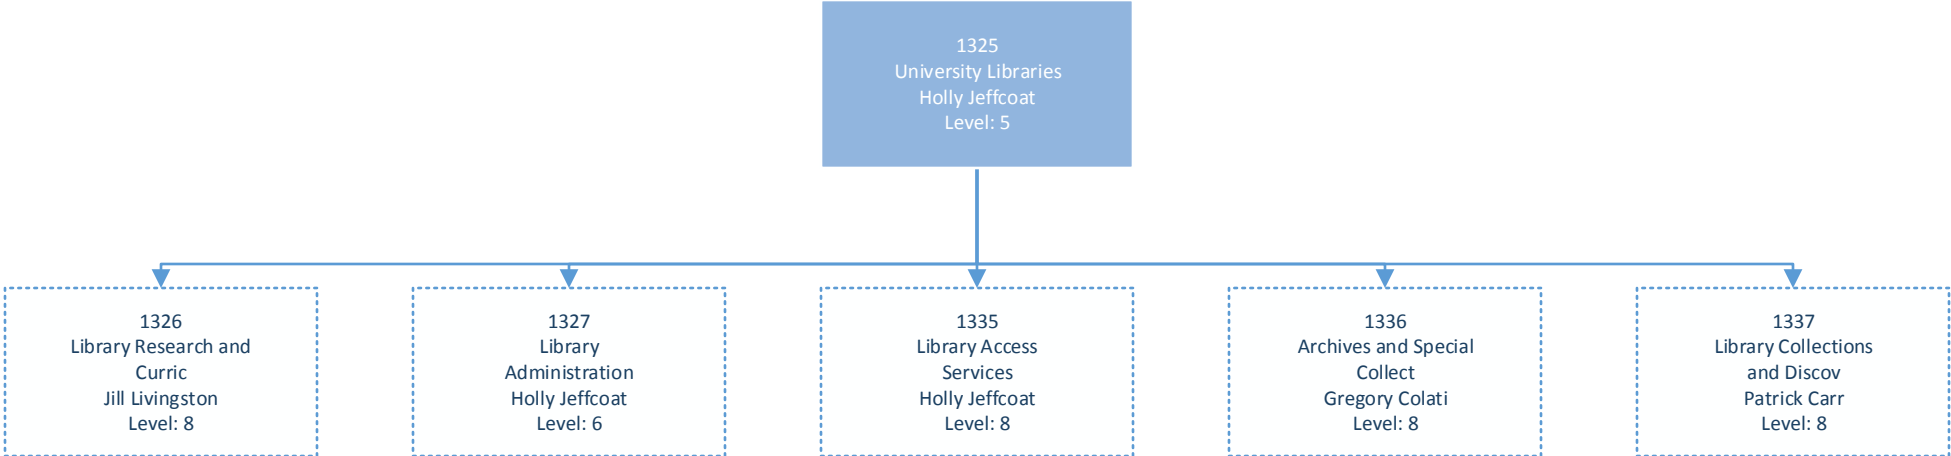 1325
University Libraries
Holly Jeffcoat
Level: 5
1326
Library Research and
Curric
Jill Livingston
Level: 8
1327
Library
Administration
Holly Jeffcoat
Level: 6
1335
Library Access
Services
Holly Jeffcoat
Level: 8
1336
Archives and Special
Collect
Gregory Colati
Level: 8
1337
Library Collections
and Discov
Patrick Carr
Level: 8